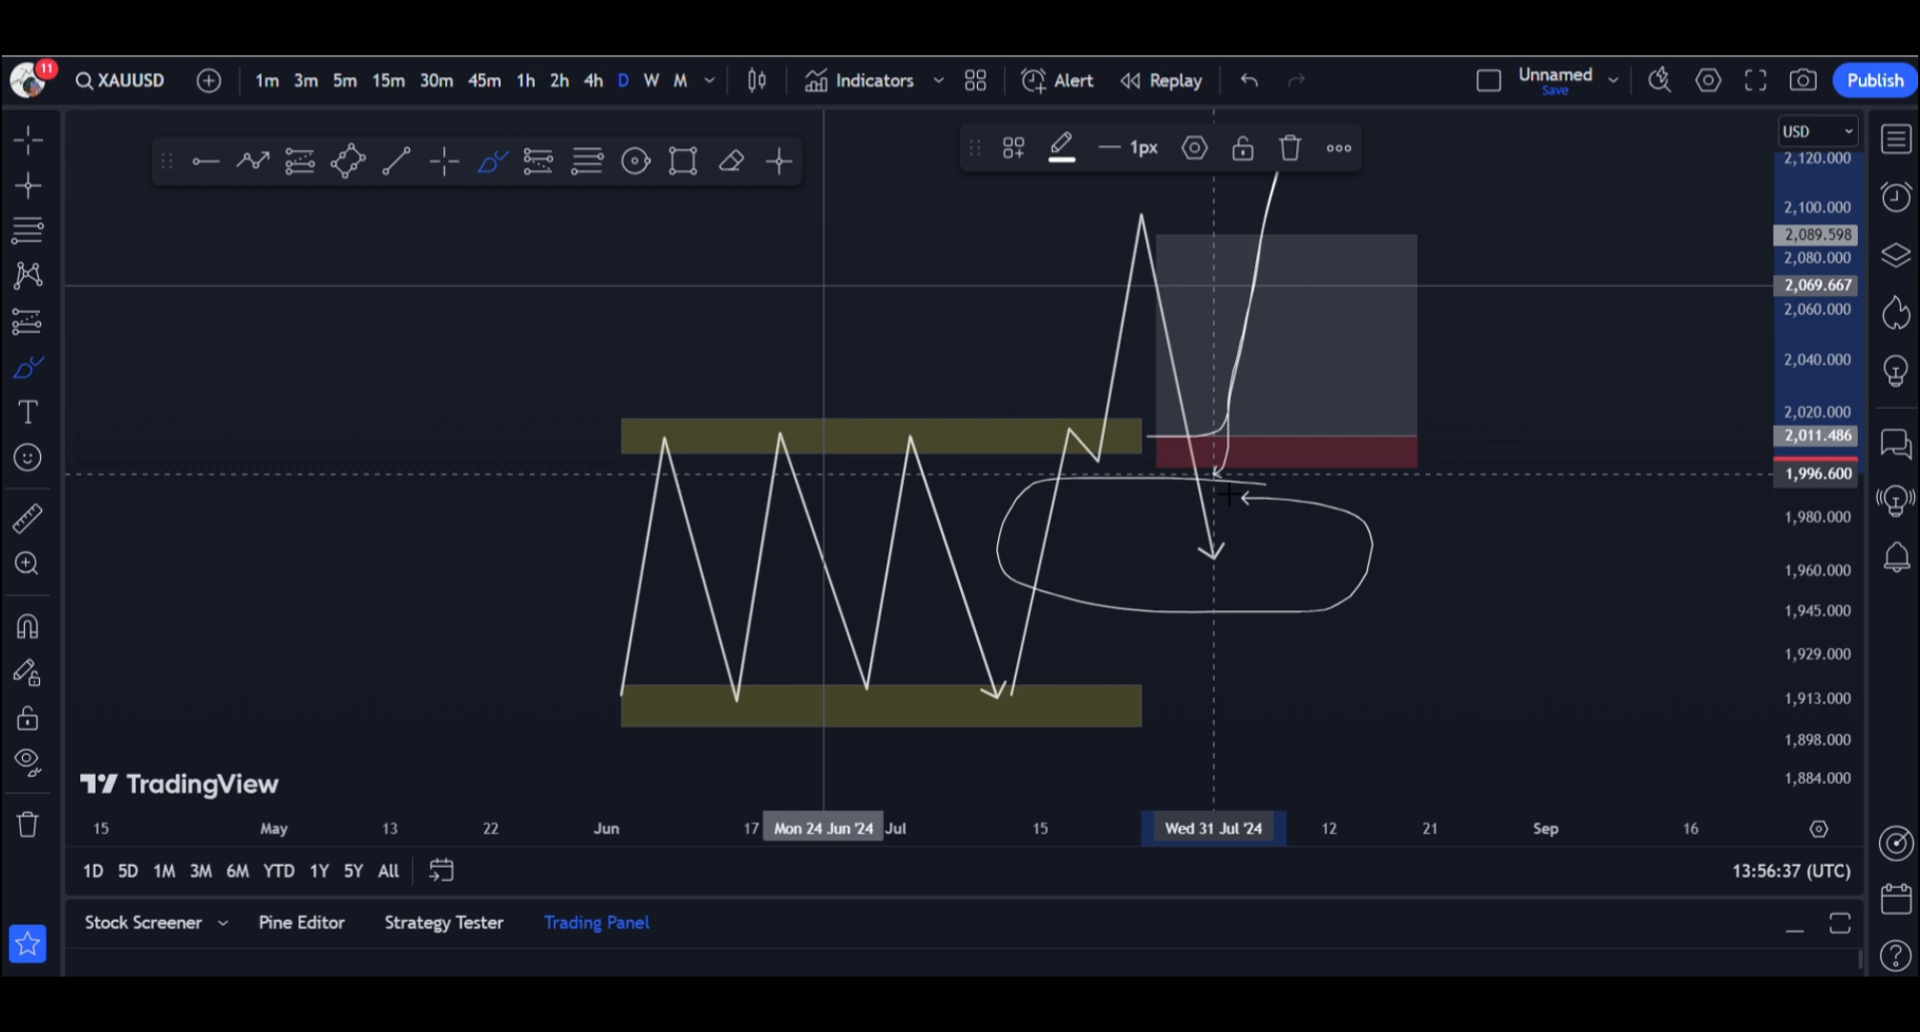 11
XAUUSD 1m 3m 5m 15m 30m 45m 1h 2h 4h D W M Indicators Alert Replay Unnamed Publish
Save
1px
USD
2,120.000
2,100.000
2,089.598
2,080.000
2,069.667
2,060.000
2,040.000
2,020.000
2,011.486
1,996.600
1,980.000
1,960.000
1,945.000
1,929.000
1,913.000
1,898.000
1,884.000
TradingView
15 May 13 22 Jun 17 Mon 24 Jun '24 Jul 15 Wed 31 Jul '24 12 21 Sep 16
1D 5D 1M 3M 6M YTD 1Y 5Y All 13:56:37 (UTC)
Stock Screener Pine Editor Strategy Tester Trading Panel